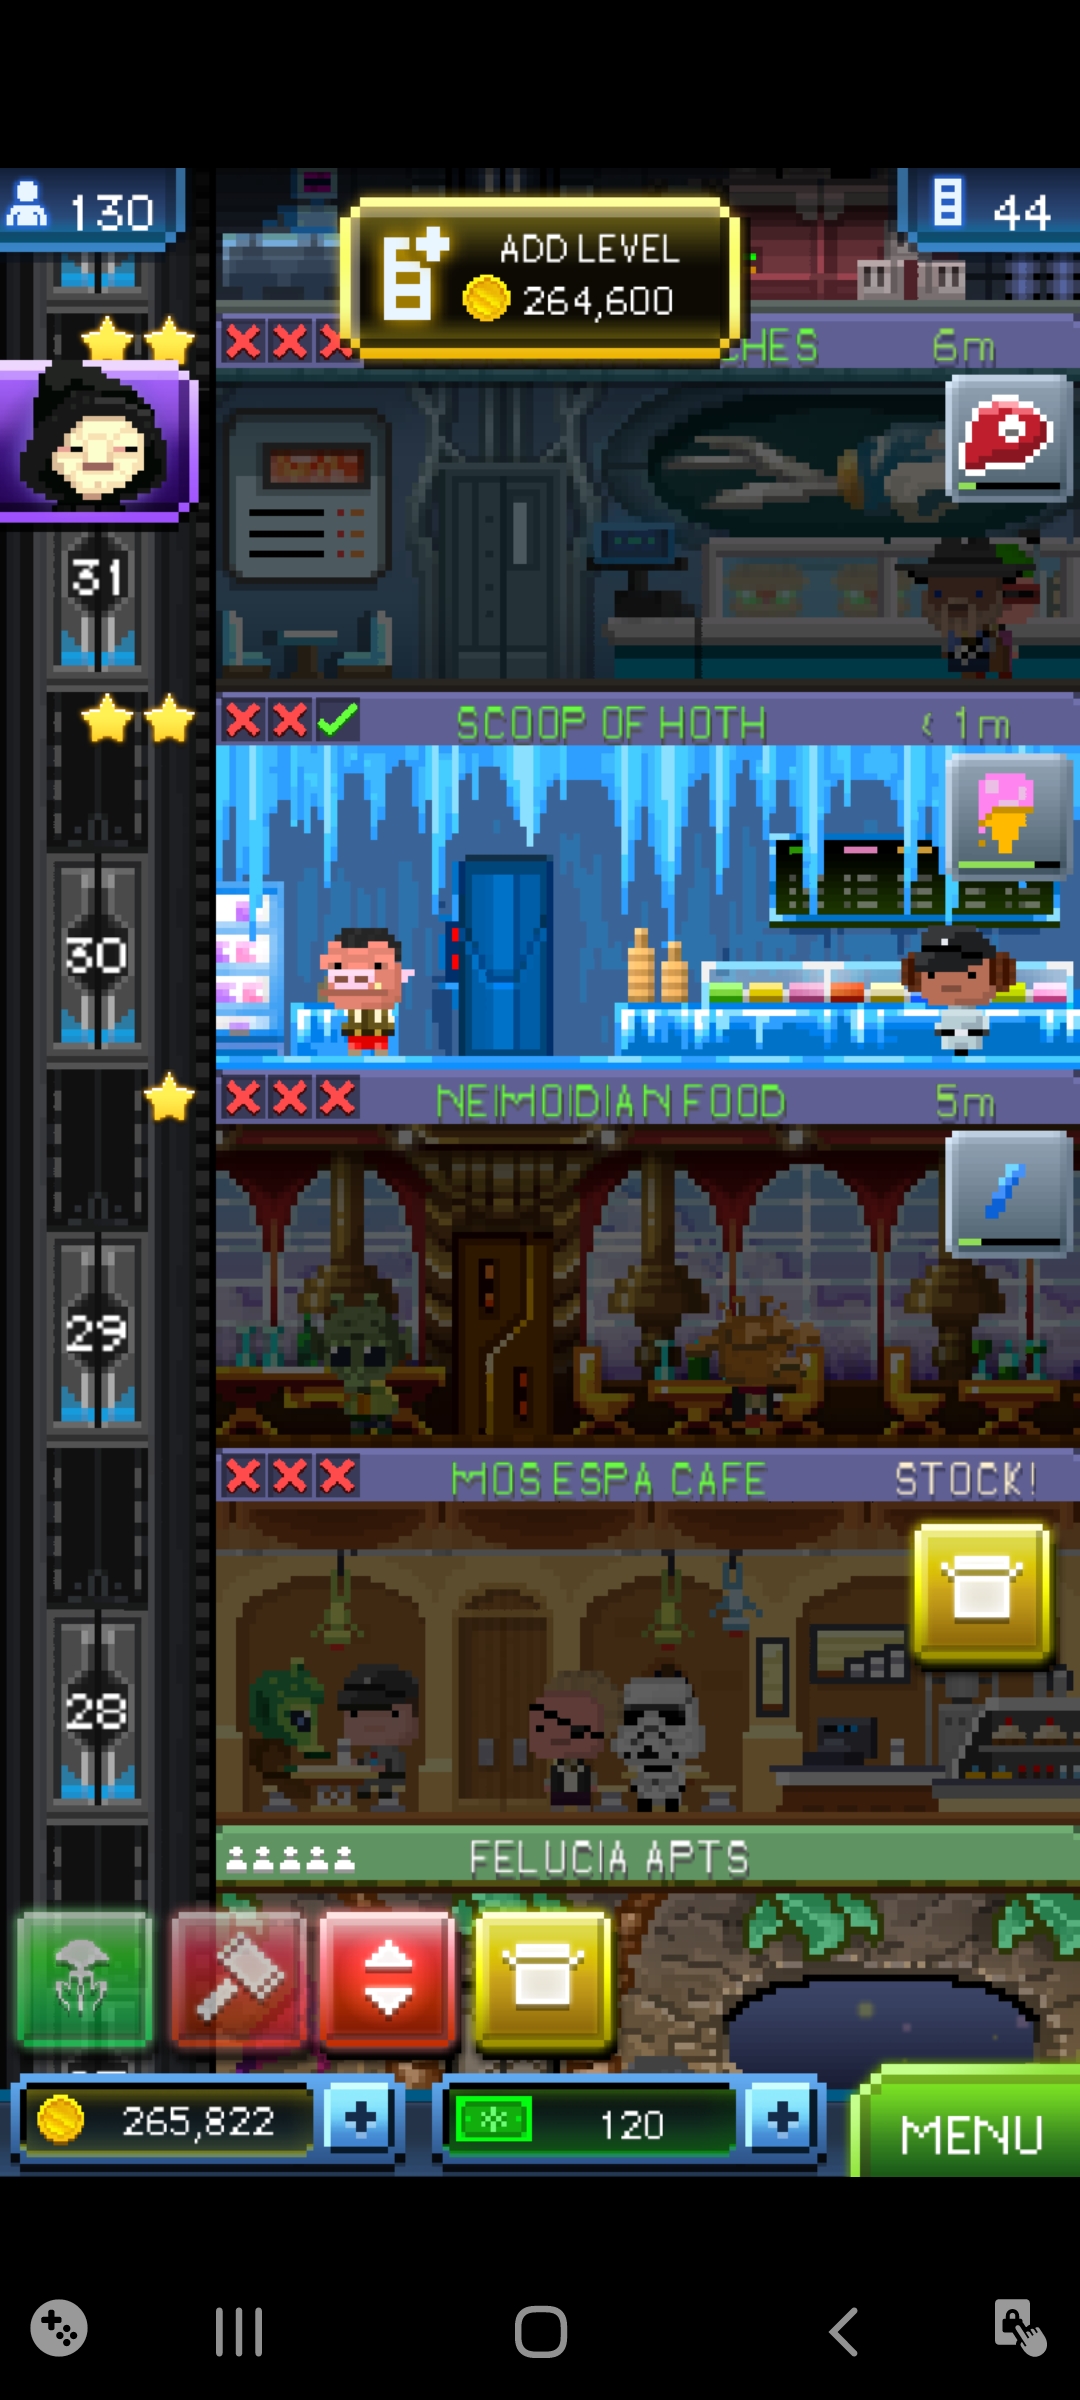 130
ADD LEVEL
264,600
44
CHES 6m
31
SCOOP OF HOTH < 1m
30
NEIMOIDIAN FOOD 5m
29
MOS ESPA CAFE STOCK!
28
FELUCIA APTS
265,822 + 120 + MENU